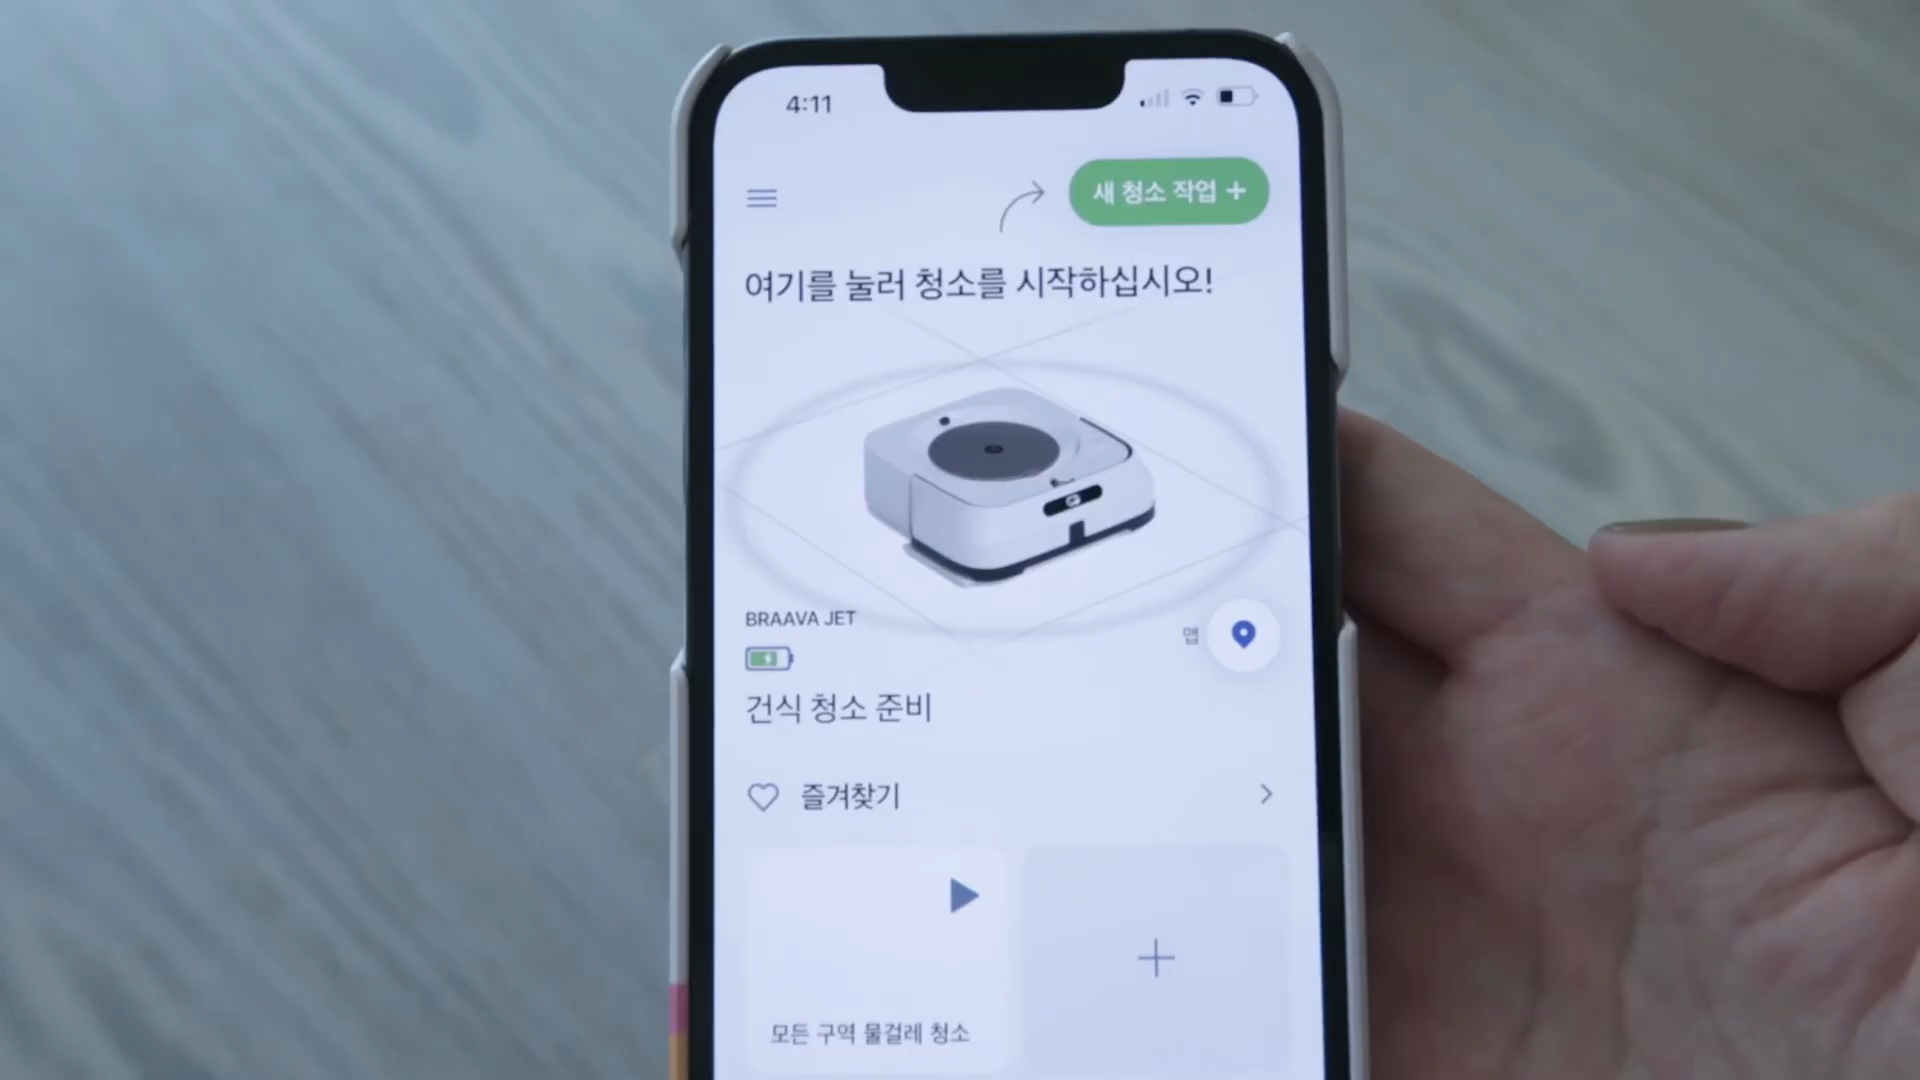 4:11
새 청소 작업 +
여기를 눌러 청소를 시작하십시오!
BRAAVA JET
맵
건식 청소 준비
즐겨찾기
모든 구역 물걸레 청소